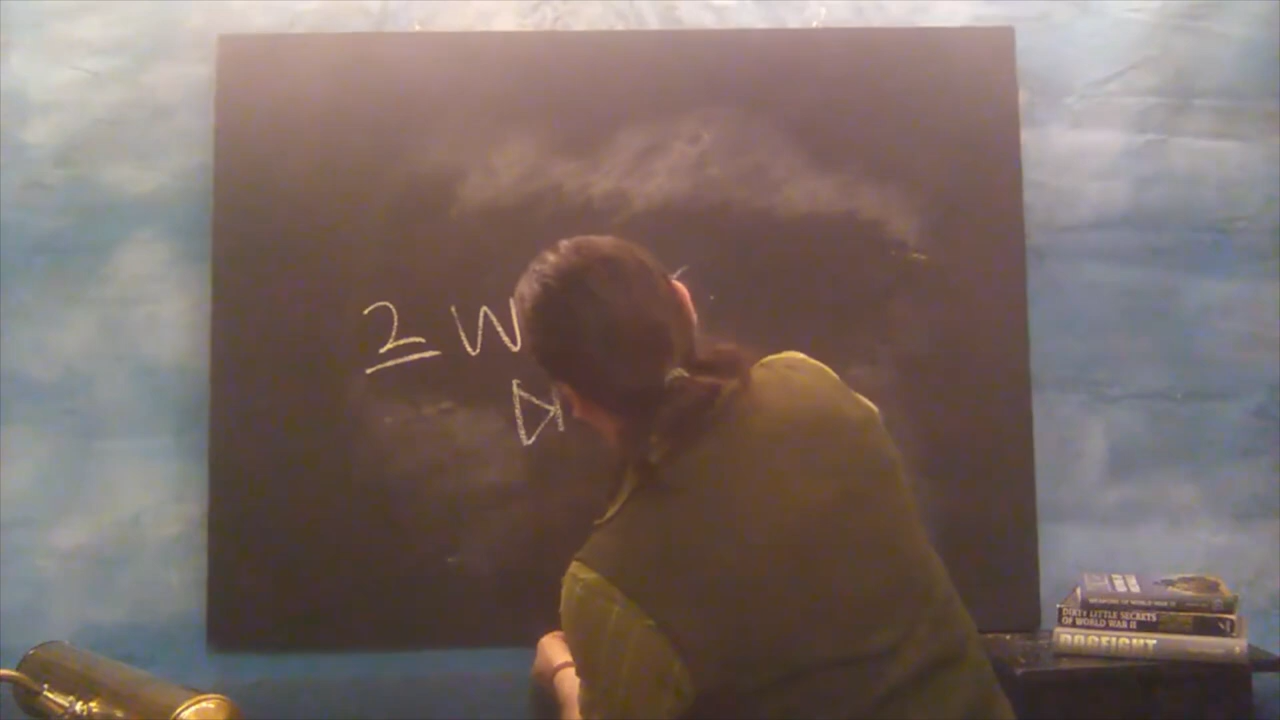 2 W
WEAPONS OF WORLD WAR II
DIRTY LITTLE SECRETS
OF WORLD WAR II
DOGFIGHT